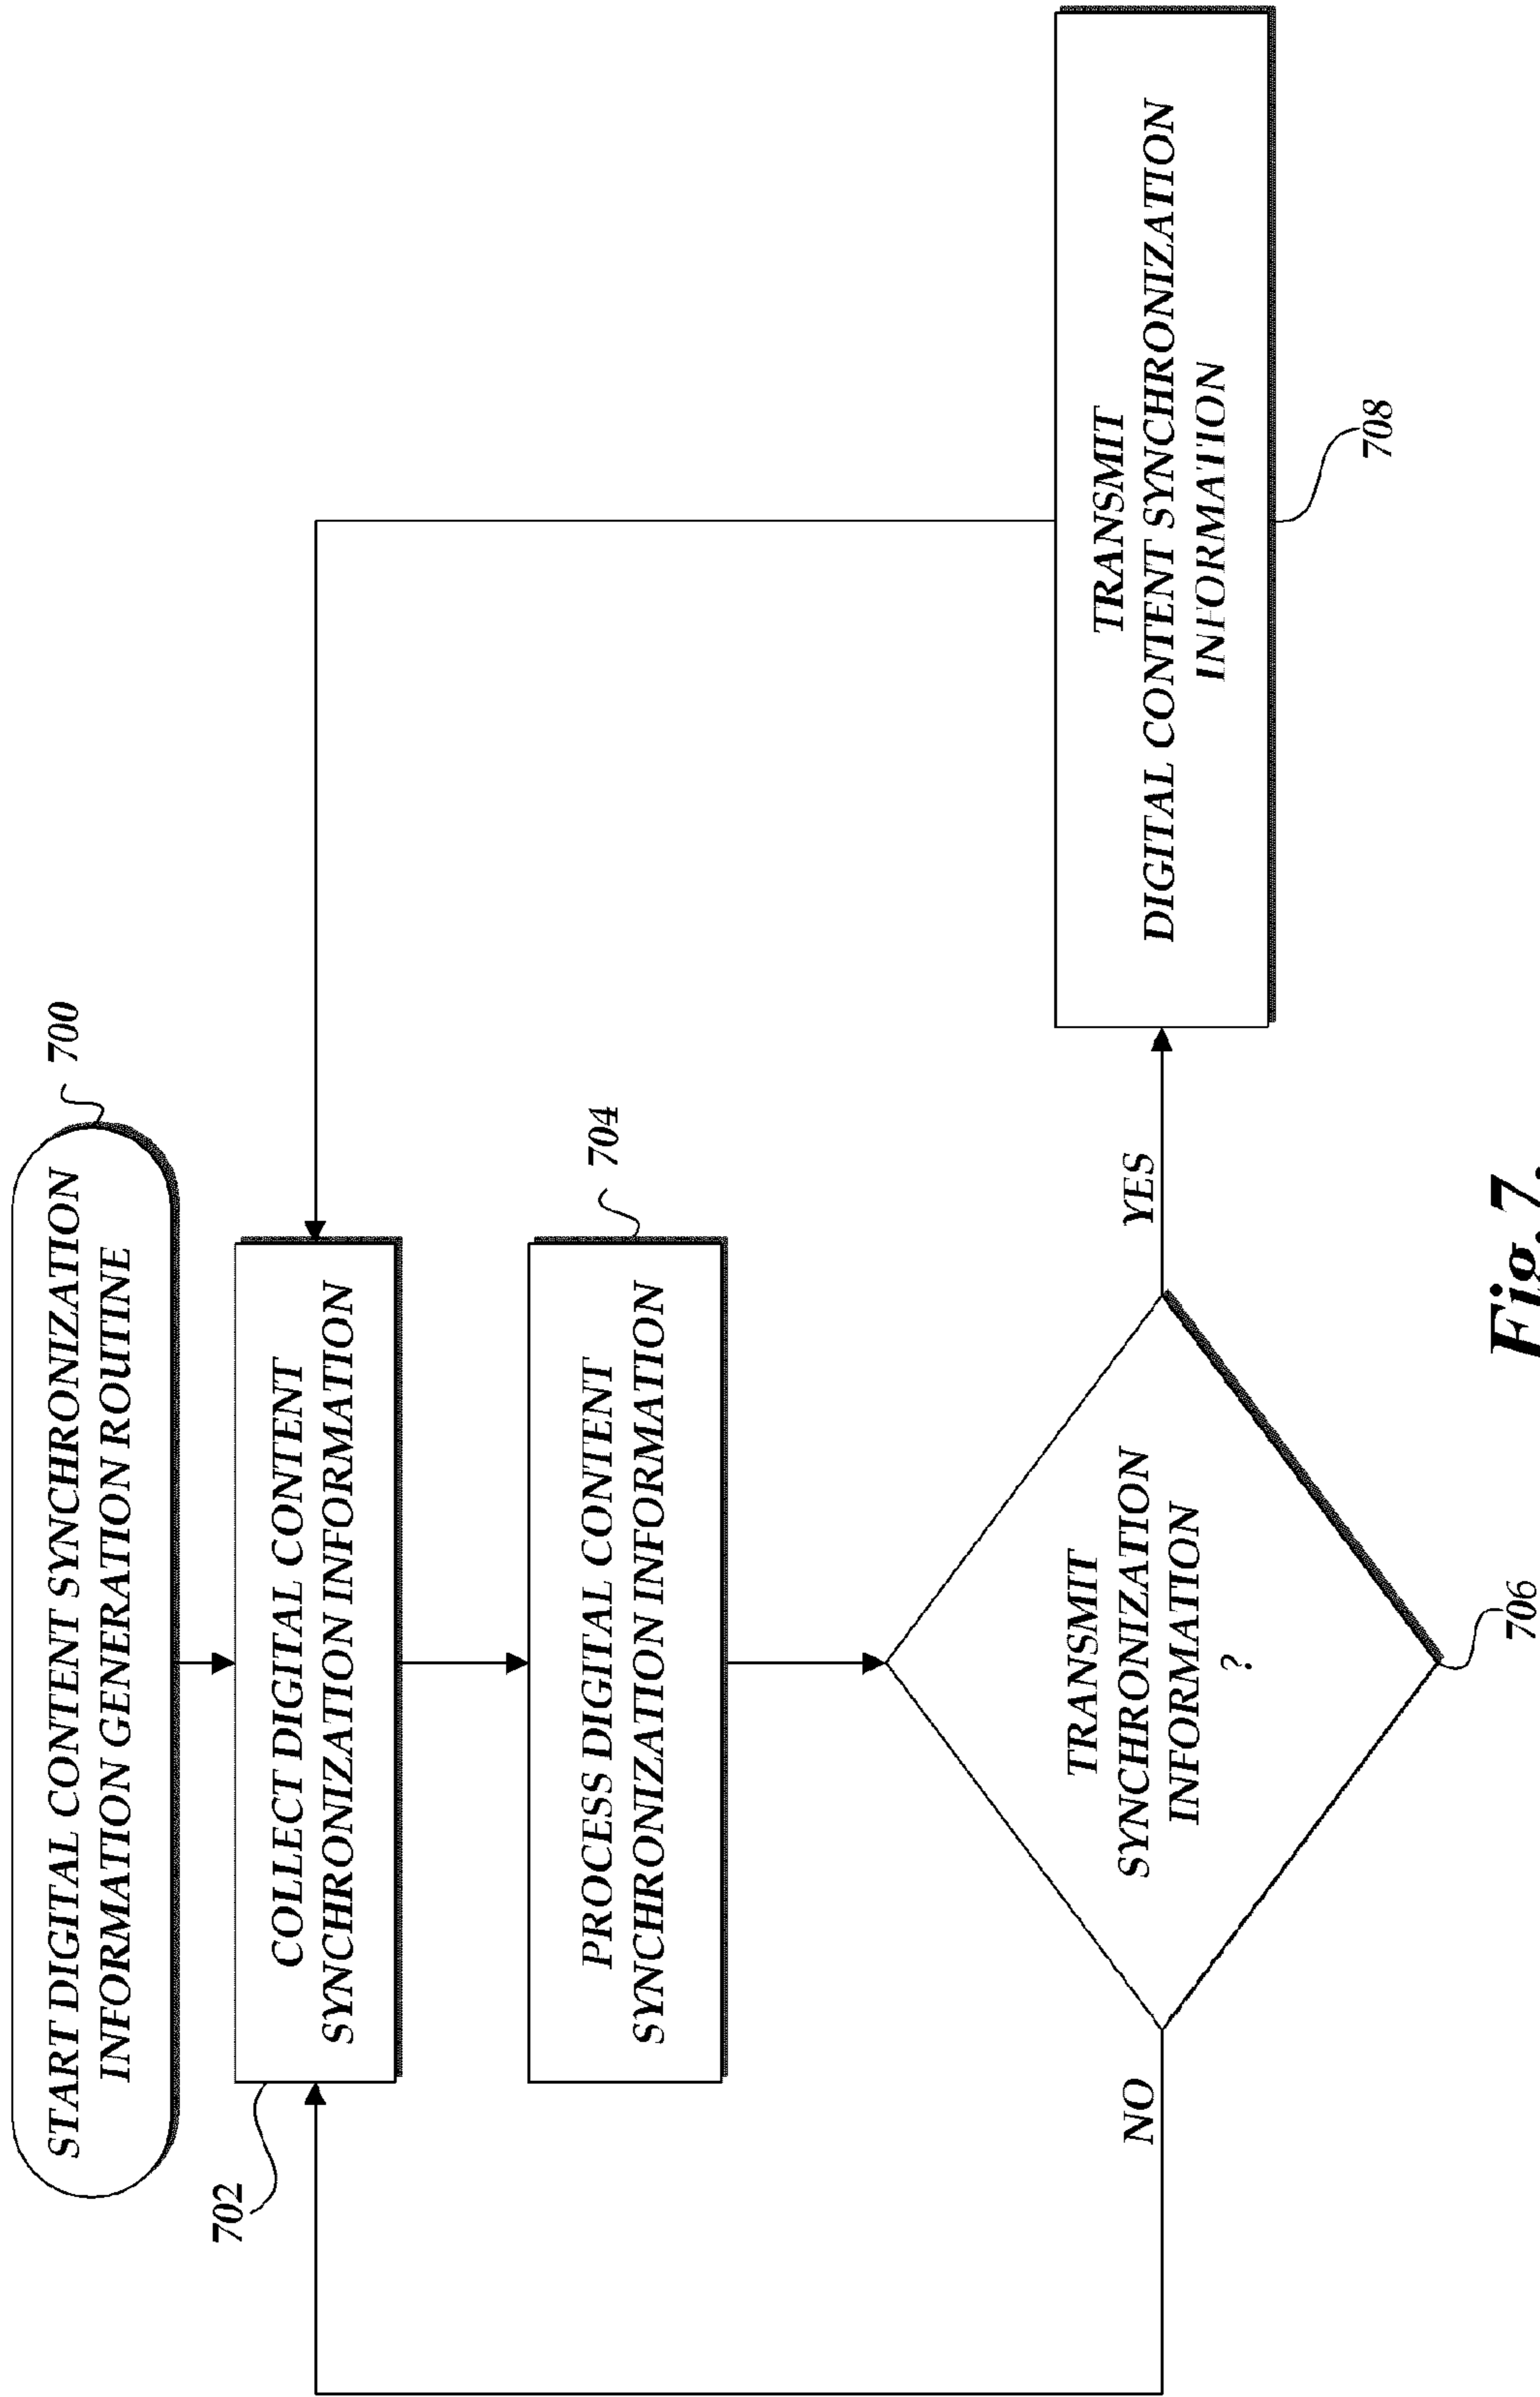 START DIGITAL CONTENT SYNCHRONIZATION
INFORMATION GENERATION ROUTINE
700
702
COLLECT DIGITAL CONTENT
SYNCHRONIZATION INFORMATION
704
PROCESS DIGITAL CONTENT
SYNCHRONIZATION INFORMATION
NO
TRANSMIT
SYNCHRONIZATION
INFORMATION
?
YES
706
TRANSMIT
DIGITAL CONTENT SYNCHRONIZATION
INFORMATION
708
Fig.7.